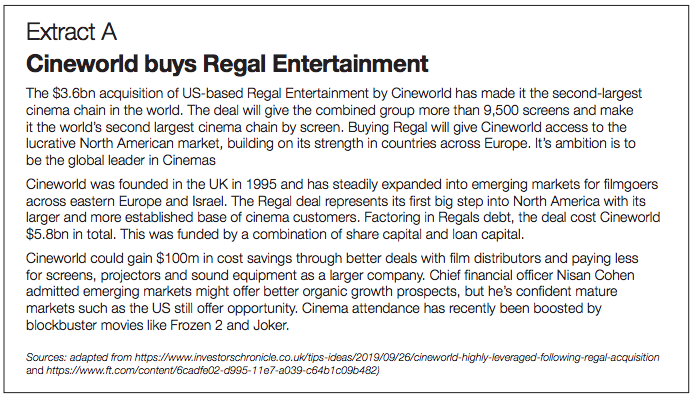 Extract A
Cineworld buys Regal Entertainment
The $3.6bn acquisition of US-based Regal Entertainment by Cineworld has made it the second-largest
cinema chain in the world. The deal will give the combined group more than 9,500 screens and make
it the world's second largest cinema chain by screen. Buying Regal will give Cineworld access to the
lucrative North American market, building on its strength in countries across Europe. It's ambition is to
be the global leader in Cinemas
Cineworld was founded in the UK in 1995 and has steadily expanded into emerging markets for filmgoers
across eastern Europe and Israel. The Regal deal represents its first big step into North America with its
larger and more established base of cinema customers. Factoring in Regals debt, the deal cost Cineworld
$5.8bn in total. This was funded by a combination of share capital and loan capital.
Cineworld could gain $100m in cost savings through better deals with film distributors and paying less
for screens, projectors and sound equipment as a larger company. Chief financial officer Nisan Cohen
admitted emerging markets might offer better organic growth prospects, but he's confident mature
markets such as the US still offer opportunity. Cinema attendance has recently been boosted by
blockbuster movies like Frozen 2 and Joker.
Sources: adapted from https://www.investorschronicle.co.uk/tips-ideas/2019/09/26/cineworld-highly-leveraged-following-regal-acquisition
and https://www.ft.com/content/6cadfe02-d995-11e7-a039-c64b1c09b482)